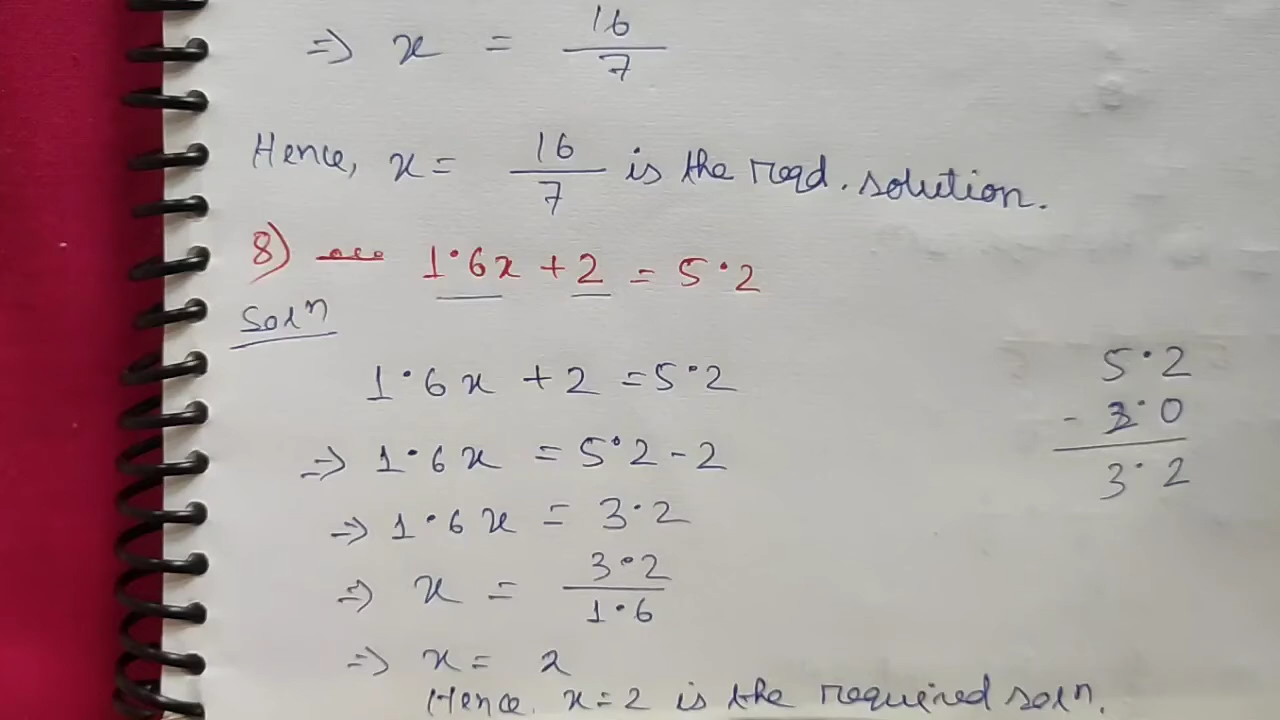 ⇒ x = 16/7
Hence, x = 16/7 is the reqd. solution.
8) 1.6x + 2 = 5.2
Solⁿ
1.6x + 2 = 5.2
⇒ 1.6x = 5.2 - 2
⇒ 1.6x = 3.2
⇒ x = 3.2/1.6
⇒ x = 2
Hence. x = 2 is the required solⁿ.
5.2
- 2.0
3.2